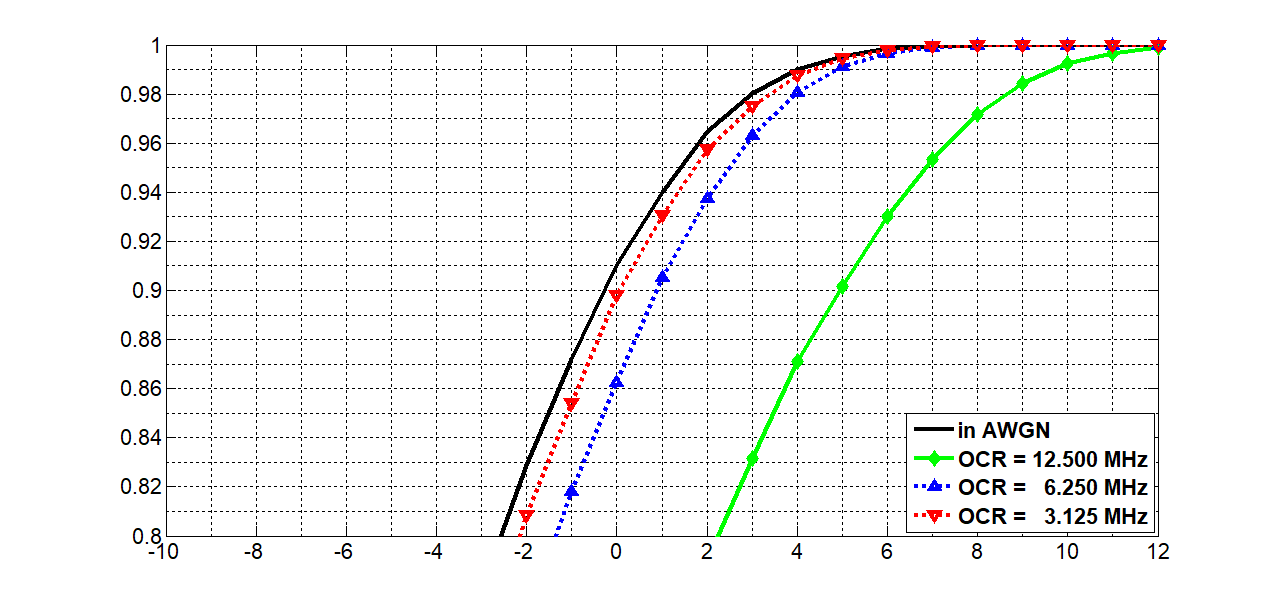 1
0.98
0.96
0.94
0.92
0.9
0.88
0.86
0.84
0.82
0.8
-10 -8 -6 -4 -2 0 2 4 6 8 10 12
in AWGN
OCR = 12.500 MHz
OCR = 6.250 MHz
OCR = 3.125 MHz